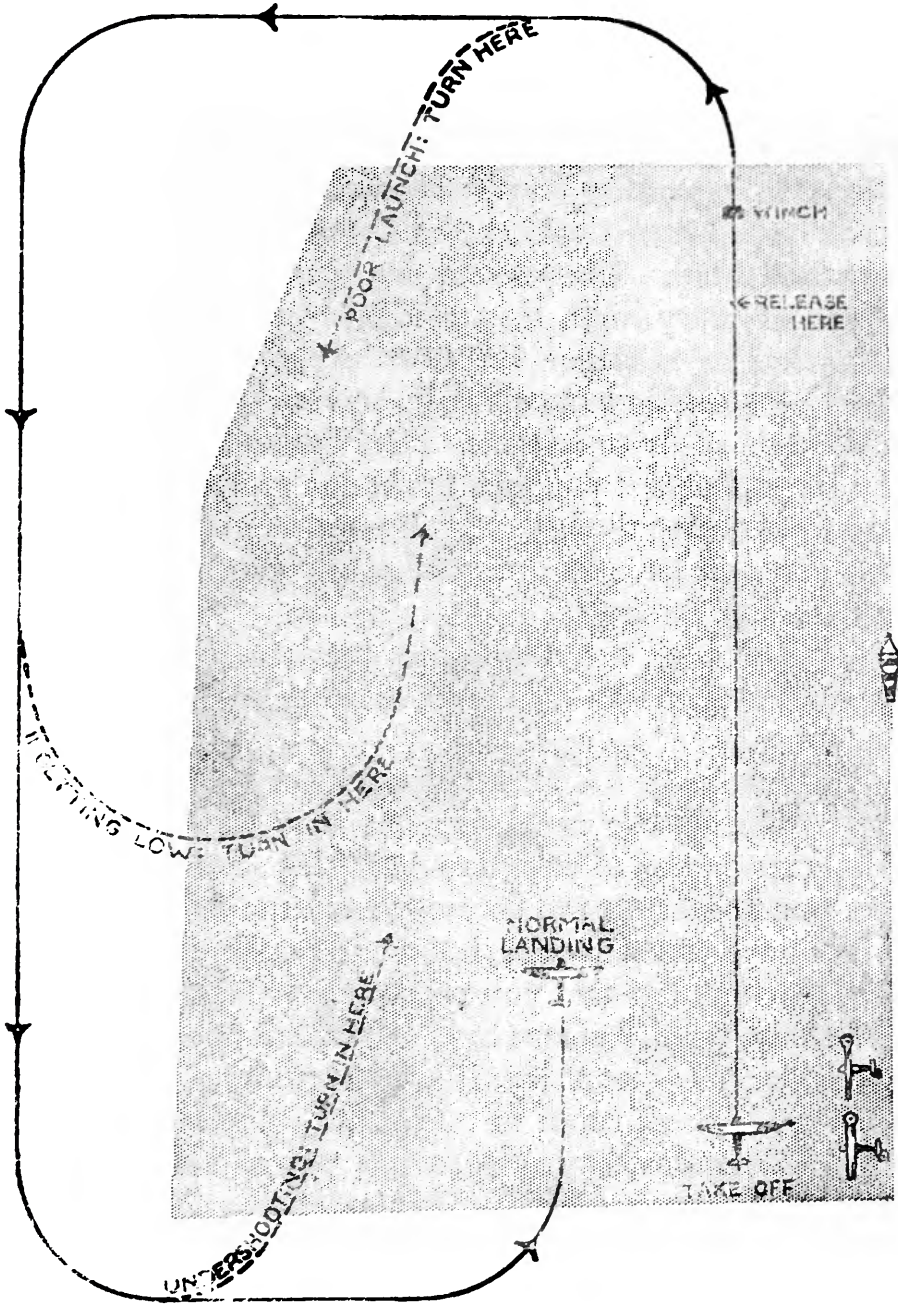 POOR LAUNCH: TURN HERE
WINCH
RELEASE
HERE
IF GETTING LOW: TURN IN HERE
NORMAL
LANDING
UNDERSHOOTING: TURN IN HERE
TAKE OFF